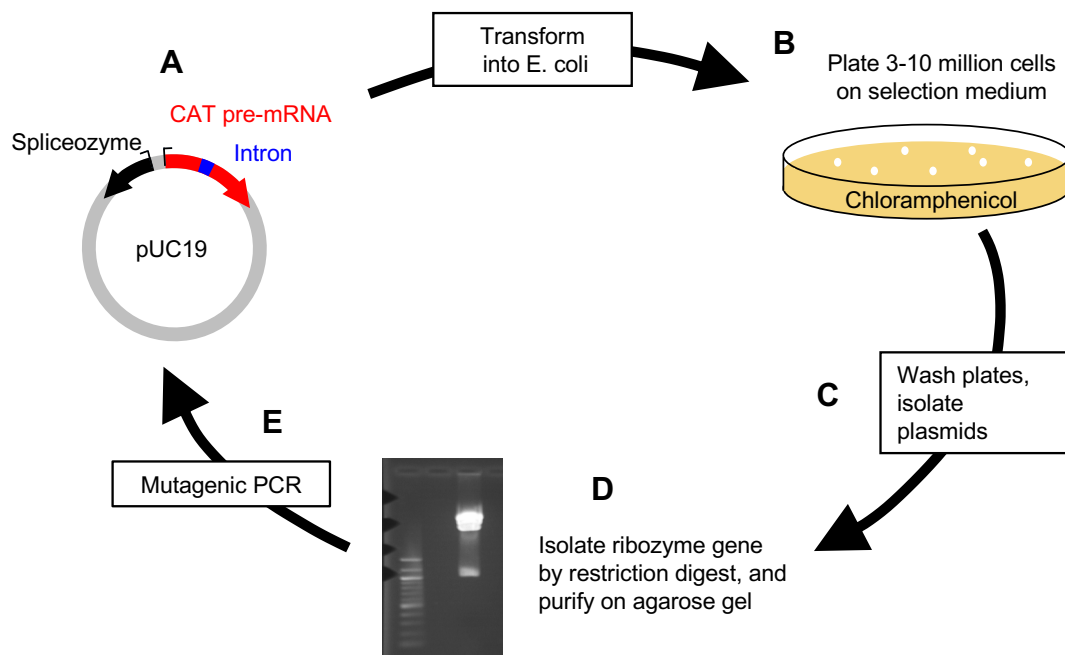 A
CAT pre-mRNA
Spliceozyme
Intron
pUC19
Transform
into E. coli
B
Plate 3-10 million cells
on selection medium
Chloramphenicol
C
Wash plates,
isolate
plasmids
D
Isolate ribozyme gene
by restriction digest, and
purify on agarose gel
E
Mutagenic PCR